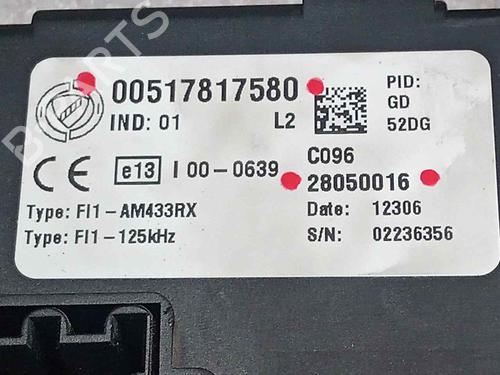 00517817580
IND: 01 L2
PID:
GD
52DG
CE e13 I 00-0639
C096
28050016
Type: FI1-AM433RX
Date: 12306
Type: FI1-125kHz
S/N: 02236356